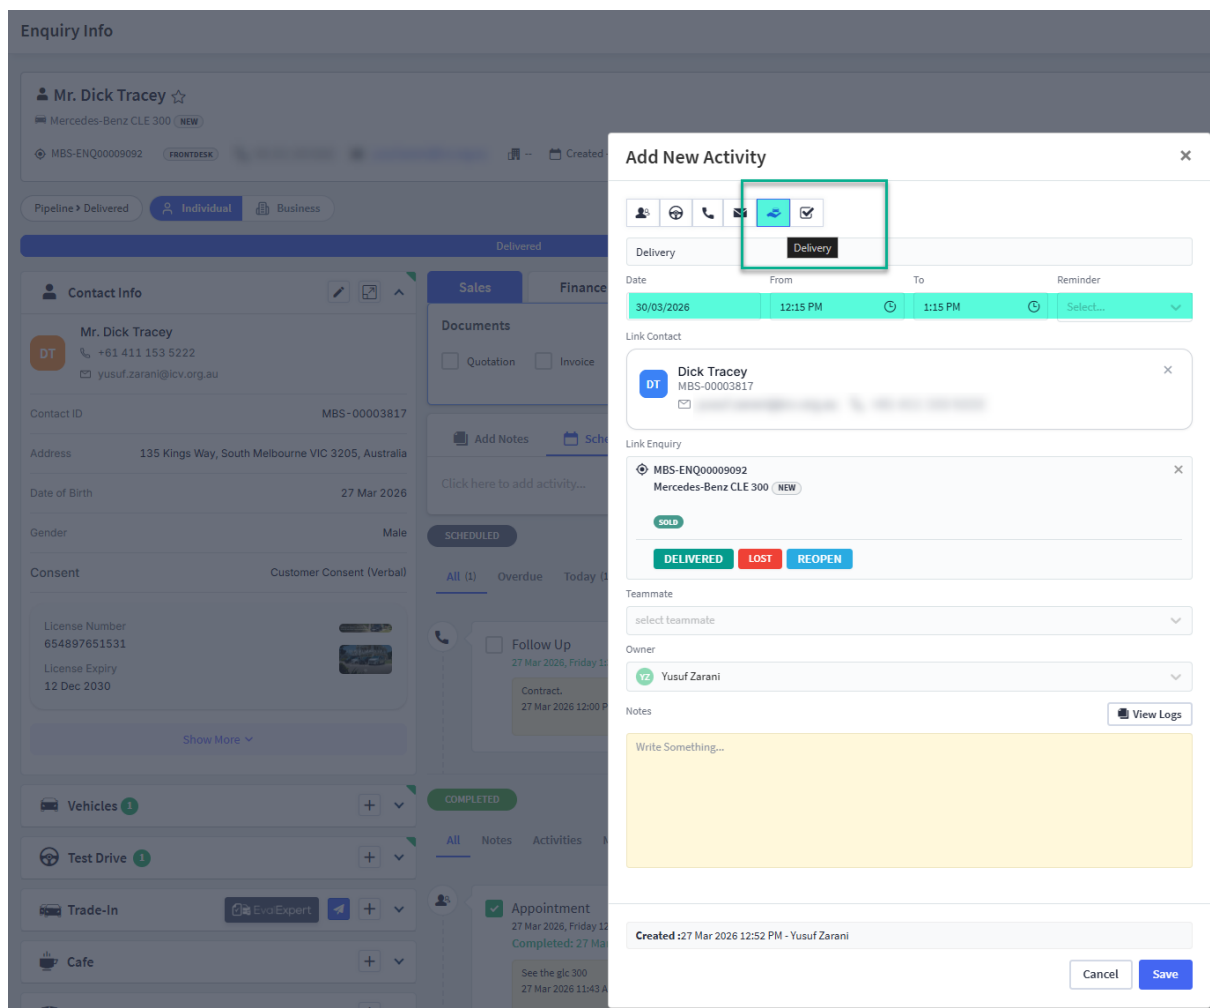 Enquiry Info
Mr. Dick Tracey
Mercedes-Benz CLE 300 NEW
MBS-ENQ00009092 FRONTDESK -- Created
Pipeline > Delivered Individual Business
Delivered
Contact Info
Mr. Dick Tracey
DT
+61 411 153 5222
yusuf.zarani@icv.org.au
Contact ID MBS-00003817
Address 135 Kings Way, South Melbourne VIC 3205, Australia
Date of Birth 27 Mar 2026
Gender Male
Consent Customer Consent (Verbal)
License Number
654897651531
License Expiry
12 Dec 2030
Show More
Vehicles 1
Test Drive 1
Trade-In EvalExpert
Cafe
Sales Finance
Documents
Quotation Invoice
Add Notes Sche
Click here to add activity...
SCHEDULED
All (1) Overdue Today (1
Follow Up
27 Mar 2026, Friday 1:
Contract.
27 Mar 2026 12:00 P
COMPLETED
All Notes Activities
Appointment
27 Mar 2026, Friday 12
Completed: 27 Ma
See the glc 300
27 Mar 2026 11:43 A
Add New Activity
Delivery
Delivery
Date From To Reminder
30/03/2026 12:15 PM 1:15 PM Select...
Link Contact
DT
Dick Tracey
MBS-00003817
Link Enquiry
MBS-ENQ00009092
Mercedes-Benz CLE 300 NEW
SOLD
DELIVERED LOST REOPEN
Teammate
select teammate
Owner
YZ Yusuf Zarani
Notes View Logs
Write Something...
Created :27 Mar 2026 12:52 PM - Yusuf Zarani
Cancel Save